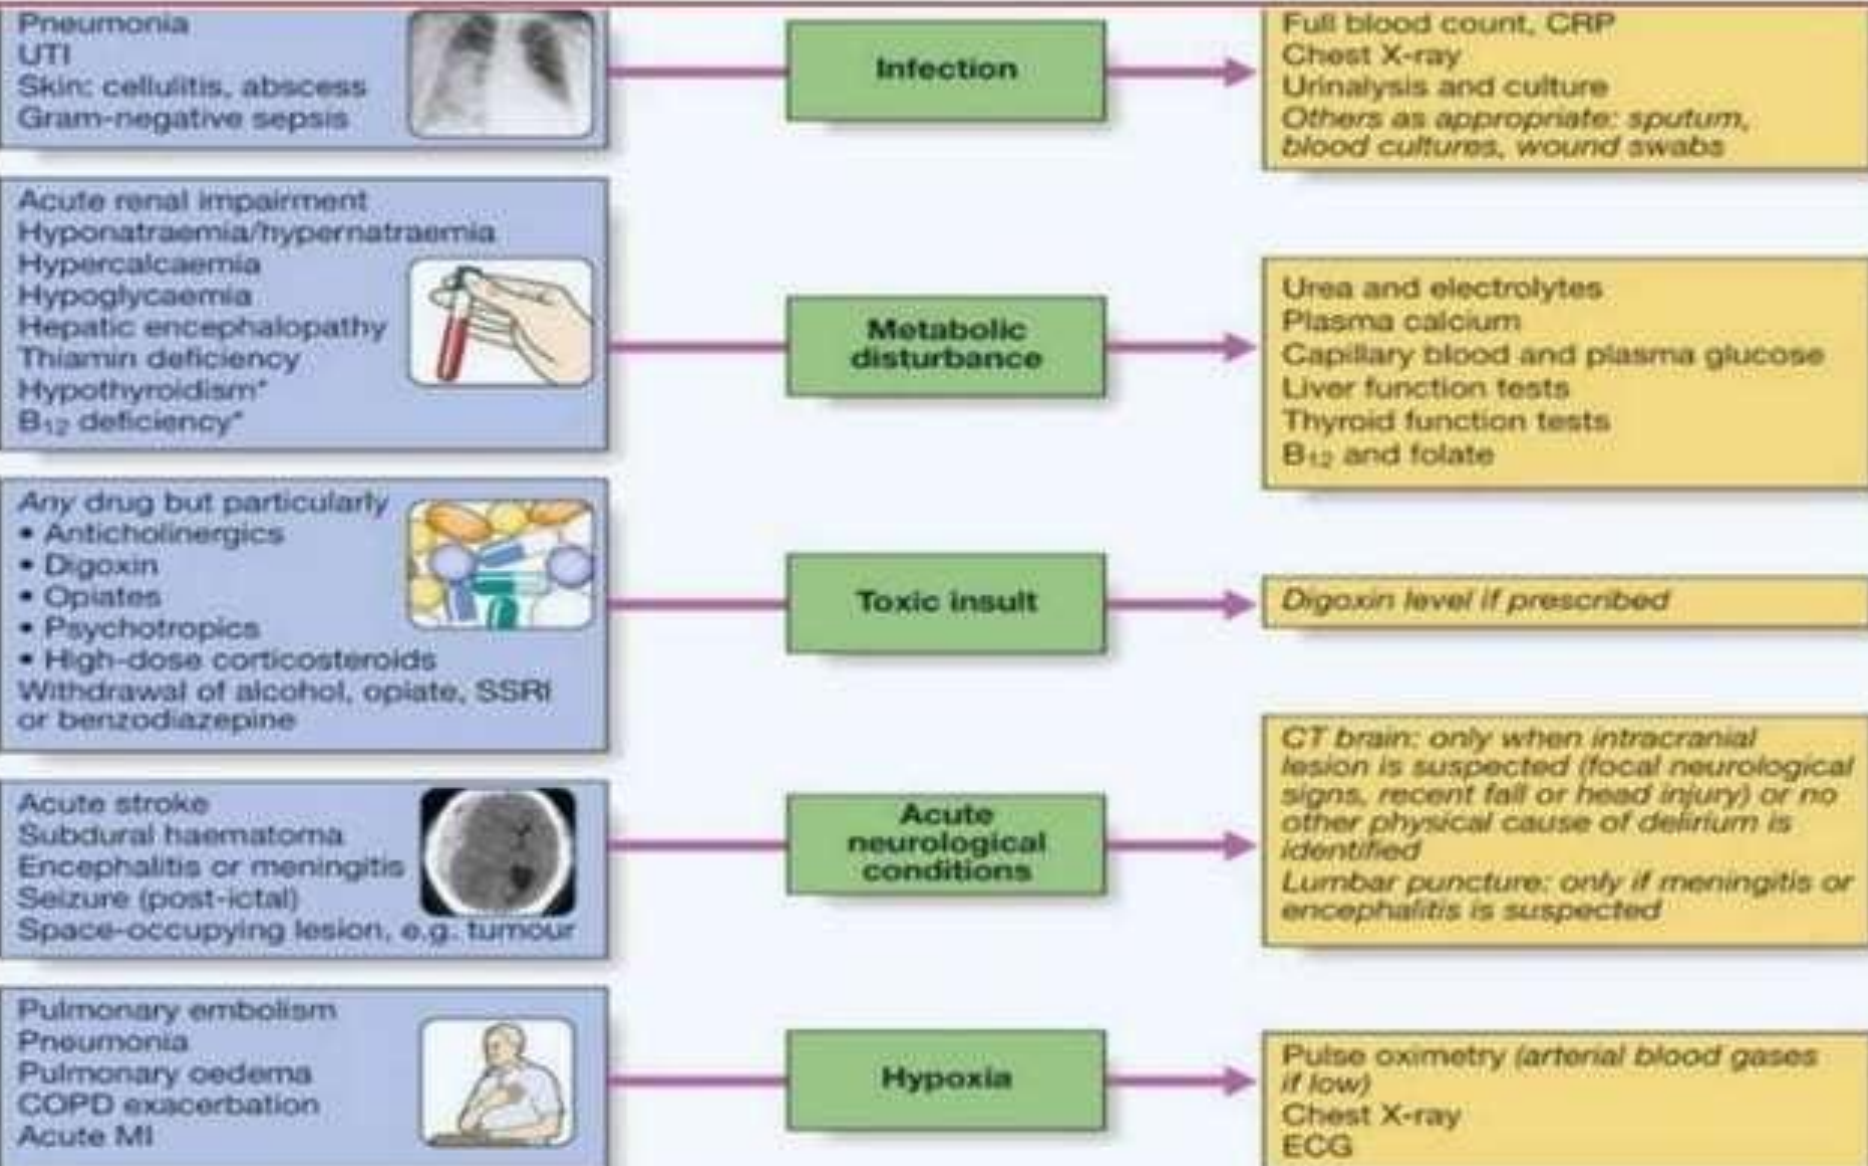 Pneumonia
UTI
Skin: cellulitis, abscess
Gram-negative sepsis
Infection
Full blood count, CRP
Chest X-ray
Urinalysis and culture
Others as appropriate: sputum,
blood cultures, wound swabs
Acute renal impairment
Hyponatraemia/hypernatraemia
Hypercalcaemia
Hypoglycaemia
Hepatic encephalopathy
Thiamin deficiency
Hypothyroidism*
B₁₂ deficiency*
Metabolic
disturbance
Urea and electrolytes
Plasma calcium
Capillary blood and plasma glucose
Liver function tests
Thyroid function tests
B₁₂ and folate
Any drug but particularly
• Anticholinergics
• Digoxin
• Opiates
• Psychotropics
• High-dose corticosteroids
Withdrawal of alcohol, opiate, SSRI
or benzodiazepine
Toxic insult
Digoxin level if prescribed
Acute stroke
Subdural haematoma
Encephalitis or meningitis
Seizure (post-ictal)
Space-occupying lesion, e.g. tumour
Acute
neurological
conditions
CT brain: only when intracranial
lesion is suspected (focal neurological
signs, recent fall or head injury) or no
other physical cause of delirium is
identified
Lumbar puncture: only if meningitis or
encephalitis is suspected
Pulmonary embolism
Pneumonia
Pulmonary oedema
COPD exacerbation
Acute MI
Hypoxia
Pulse oximetry (arterial blood gases
if low)
Chest X-ray
ECG